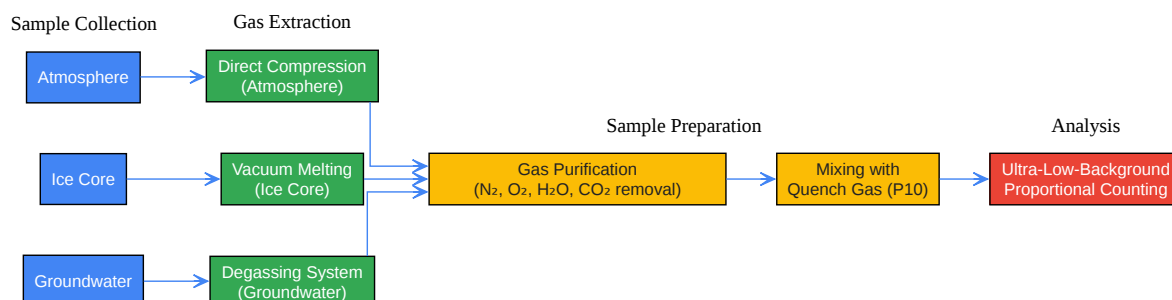 Sample Collection
Gas Extraction
Atmosphere
Direct Compression
(Atmosphere)
Sample Preparation
Analysis
Ice Core
Vacuum Melting
(Ice Core)
Gas Purification
(N₂, O₂, H₂O, CO₂ removal)
Mixing with
Quench Gas (P10)
Ultra-Low-Background
Proportional Counting
Groundwater
Degassing System
(Groundwater)